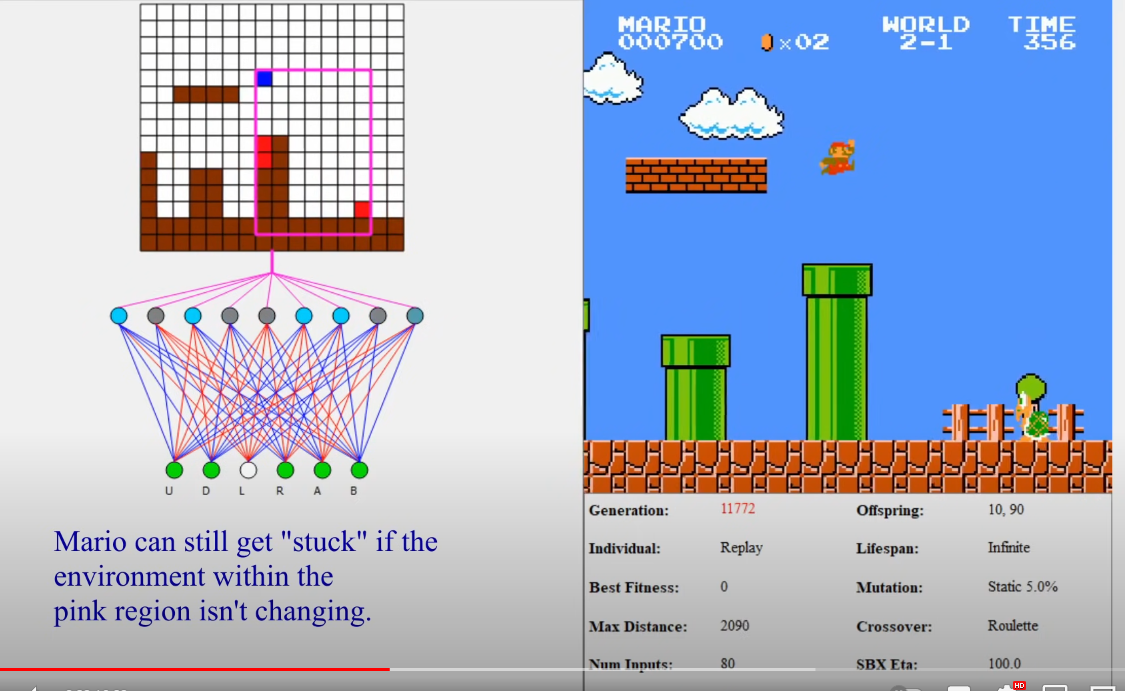 MARIO WORLD TIME
000700 ×02 2-1 356
U D L R A B
Mario can still get "stuck" if the
environment within the
pink region isn't changing.
Generation: 11772 Offspring: 10, 90
Individual: Replay Lifespan: Infinite
Best Fitness: 0 Mutation: Static 5.0%
Max Distance: 2090 Crossover: Roulette
Num Inputs: 80 SBX Eta: 100.0
HD